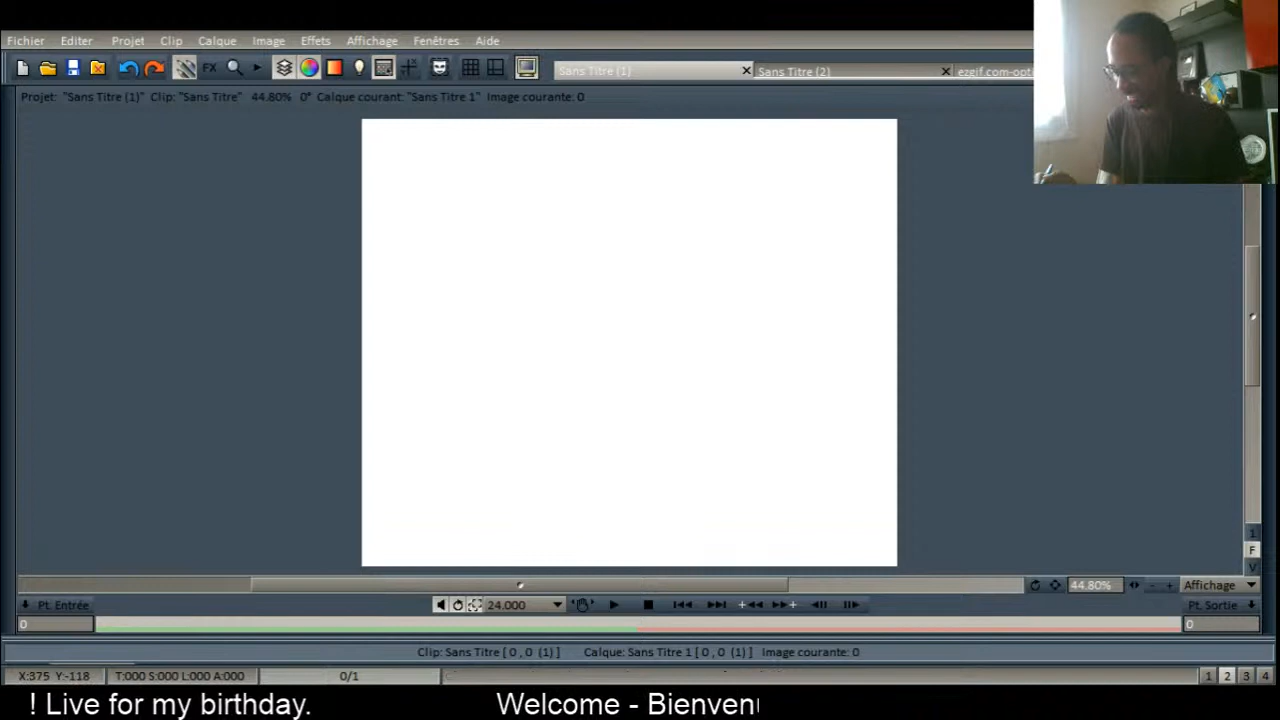 Fichier Editer Projet Clip Calque Image Effets Affichage Fenêtres Aide
FX Sans Titre (1) Sans Titre (2) ezgif.com-opti
Projet: "Sans Titre (1)" Clip: "Sans Titre" 44.80% 0° Calque courant: "Sans Titre 1" Image courante: 0
1
F
V
44.80% Affichage
Pt. Entrée 24.000 Pt. Sortie
0 0
Clip: Sans Titre [ 0 , 0 (1) ] Calque: Sans Titre 1 [ 0 , 0 (1) ] Image courante: 0
X:375 Y:-118 T:000 S:000 L:000 A:000 0/1 1 2 3 4
! Live for my birthday. Welcome - Bienven